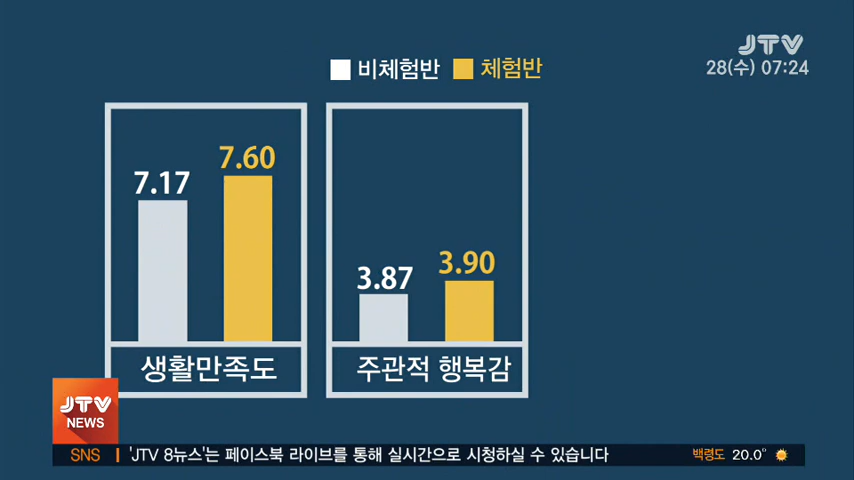 JTV
28(수) 07:24
비체험반 체험반
7.17 7.60
3.87 3.90
생활만족도 주관적 행복감
JTV
NEWS
SNS 'JTV 8뉴스'는 페이스북 라이브를 통해 실시간으로 시청하실 수 있습니다 백령도 20.0°